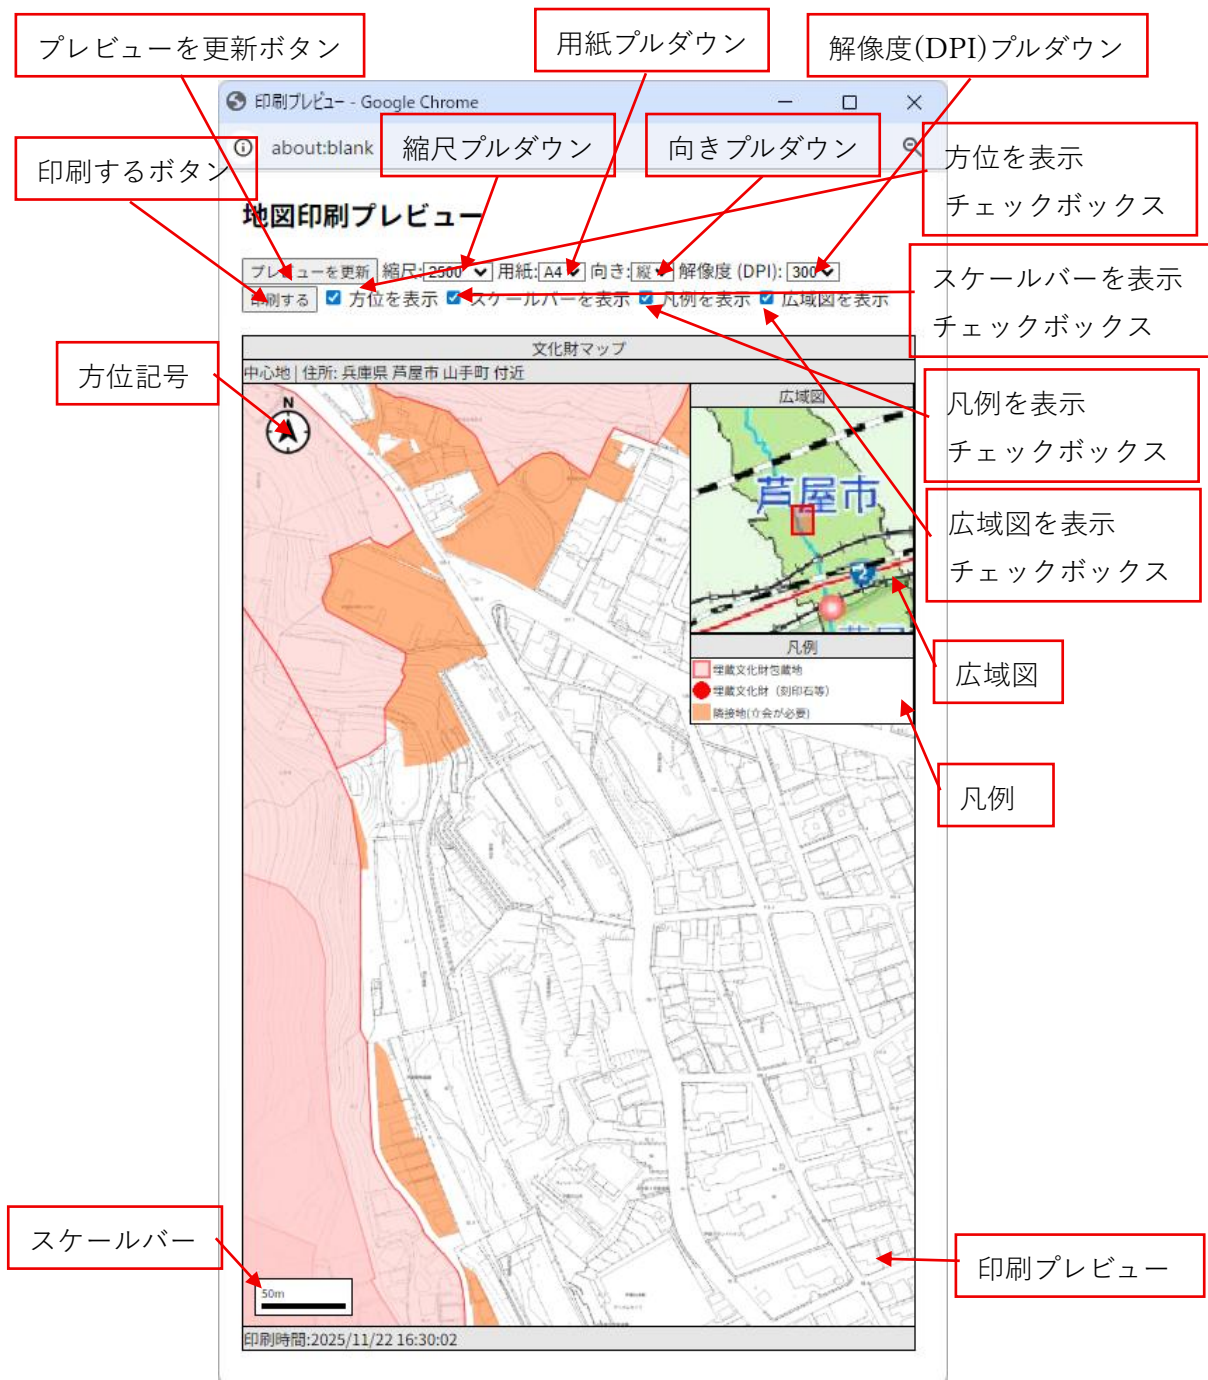 プレビューを更新ボタン
用紙プルダウン
解像度(DPI)プルダウン
印刷プレビュー - Google Chrome
about:blank
縮尺プルダウン
向きプルダウン
方位を表示
チェックボックス
印刷するボタン
地図印刷プレビュー
プレビューを更新 縮尺: 2500 用紙: A4 向き: 縦 解像度 (DPI): 300
印刷する 方位を表示 スケールバーを表示 凡例を表示 広域図を表示
スケールバーを表示
チェックボックス
文化財マップ
中心地 | 住所: 兵庫県 芦屋市 山手町 付近
方位記号
N
広域図
凡例を表示
チェックボックス
芦屋市
2
広域図を表示
チェックボックス
凡例
埋蔵文化財包蔵地
埋蔵文化財（刻印石等）
隣接地(立会が必要)
広域図
凡例
スケールバー
印刷プレビュー
50m
印刷時間:2025/11/22 16:30:02